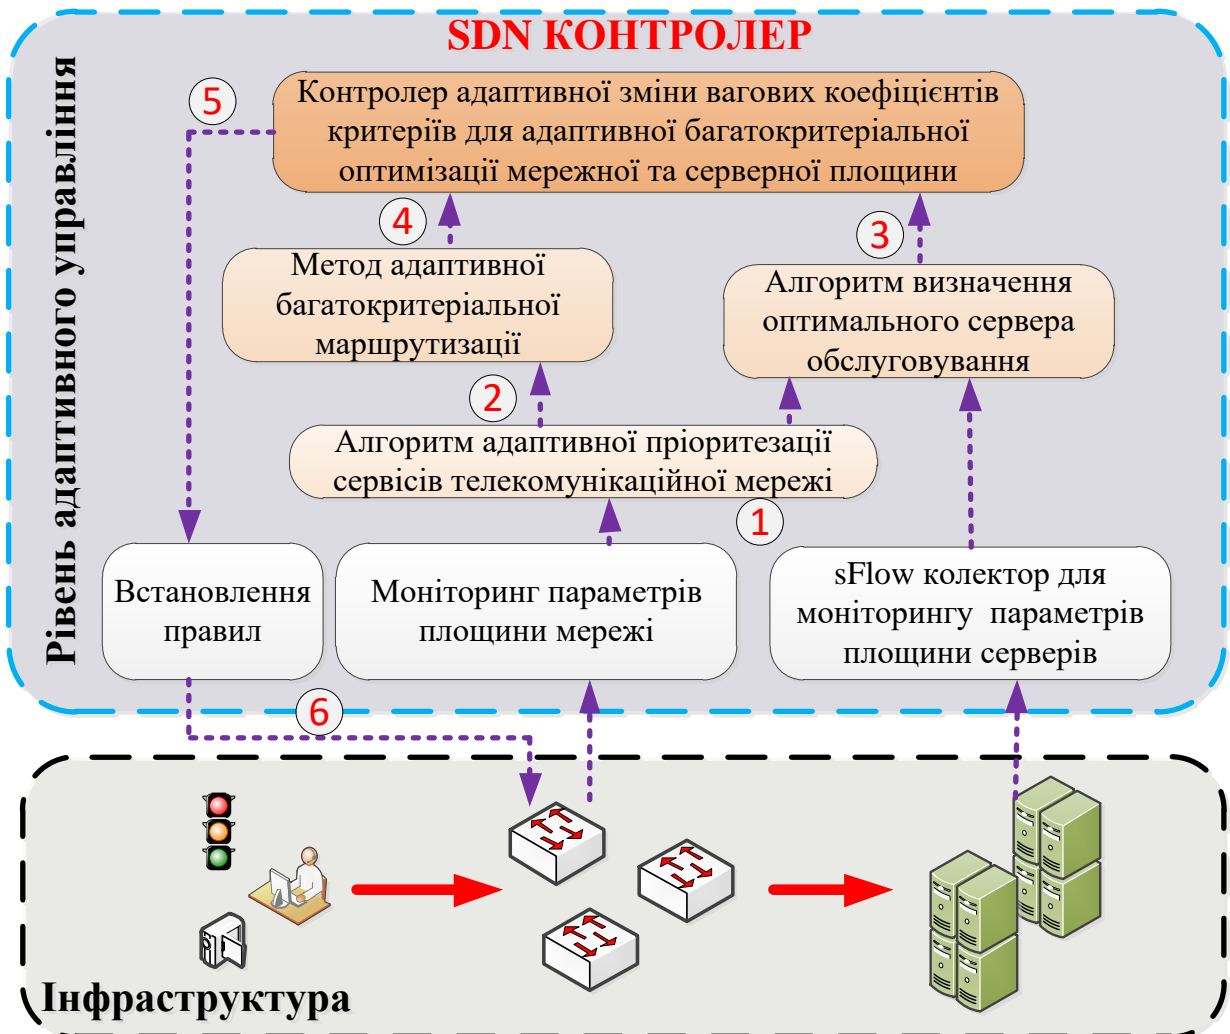 SDN КОНТРОЛЕР
Рівень адаптивного управління
5
Контролер адаптивної зміни вагових коефіцієнтів
критеріїв для адаптивної багатокритеріальної
оптимізації мережної та серверної площини
4
3
Метод адаптивної
багатокритеріальної
маршрутизації
Алгоритм визначення
оптимального сервера
обслуговування
2
Алгоритм адаптивної пріоритезації
сервісів телекомунікаційної мережі
1
Встановлення
правил
Моніторинг параметрів
площини мережі
sFlow колектор для
моніторингу параметрів
площини серверів
6
Інфраструктура